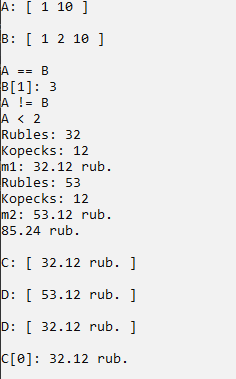 A: [ 1 10 ]
B: [ 1 2 10 ]
A == B
B[1]: 3
A != B
A < 2
Rubles: 32
Kopecks: 12
m1: 32.12 rub.
Rubles: 53
Kopecks: 12
m2: 53.12 rub.
85.24 rub.
C: [ 32.12 rub. ]
D: [ 53.12 rub. ]
D: [ 32.12 rub. ]
C[0]: 32.12 rub.